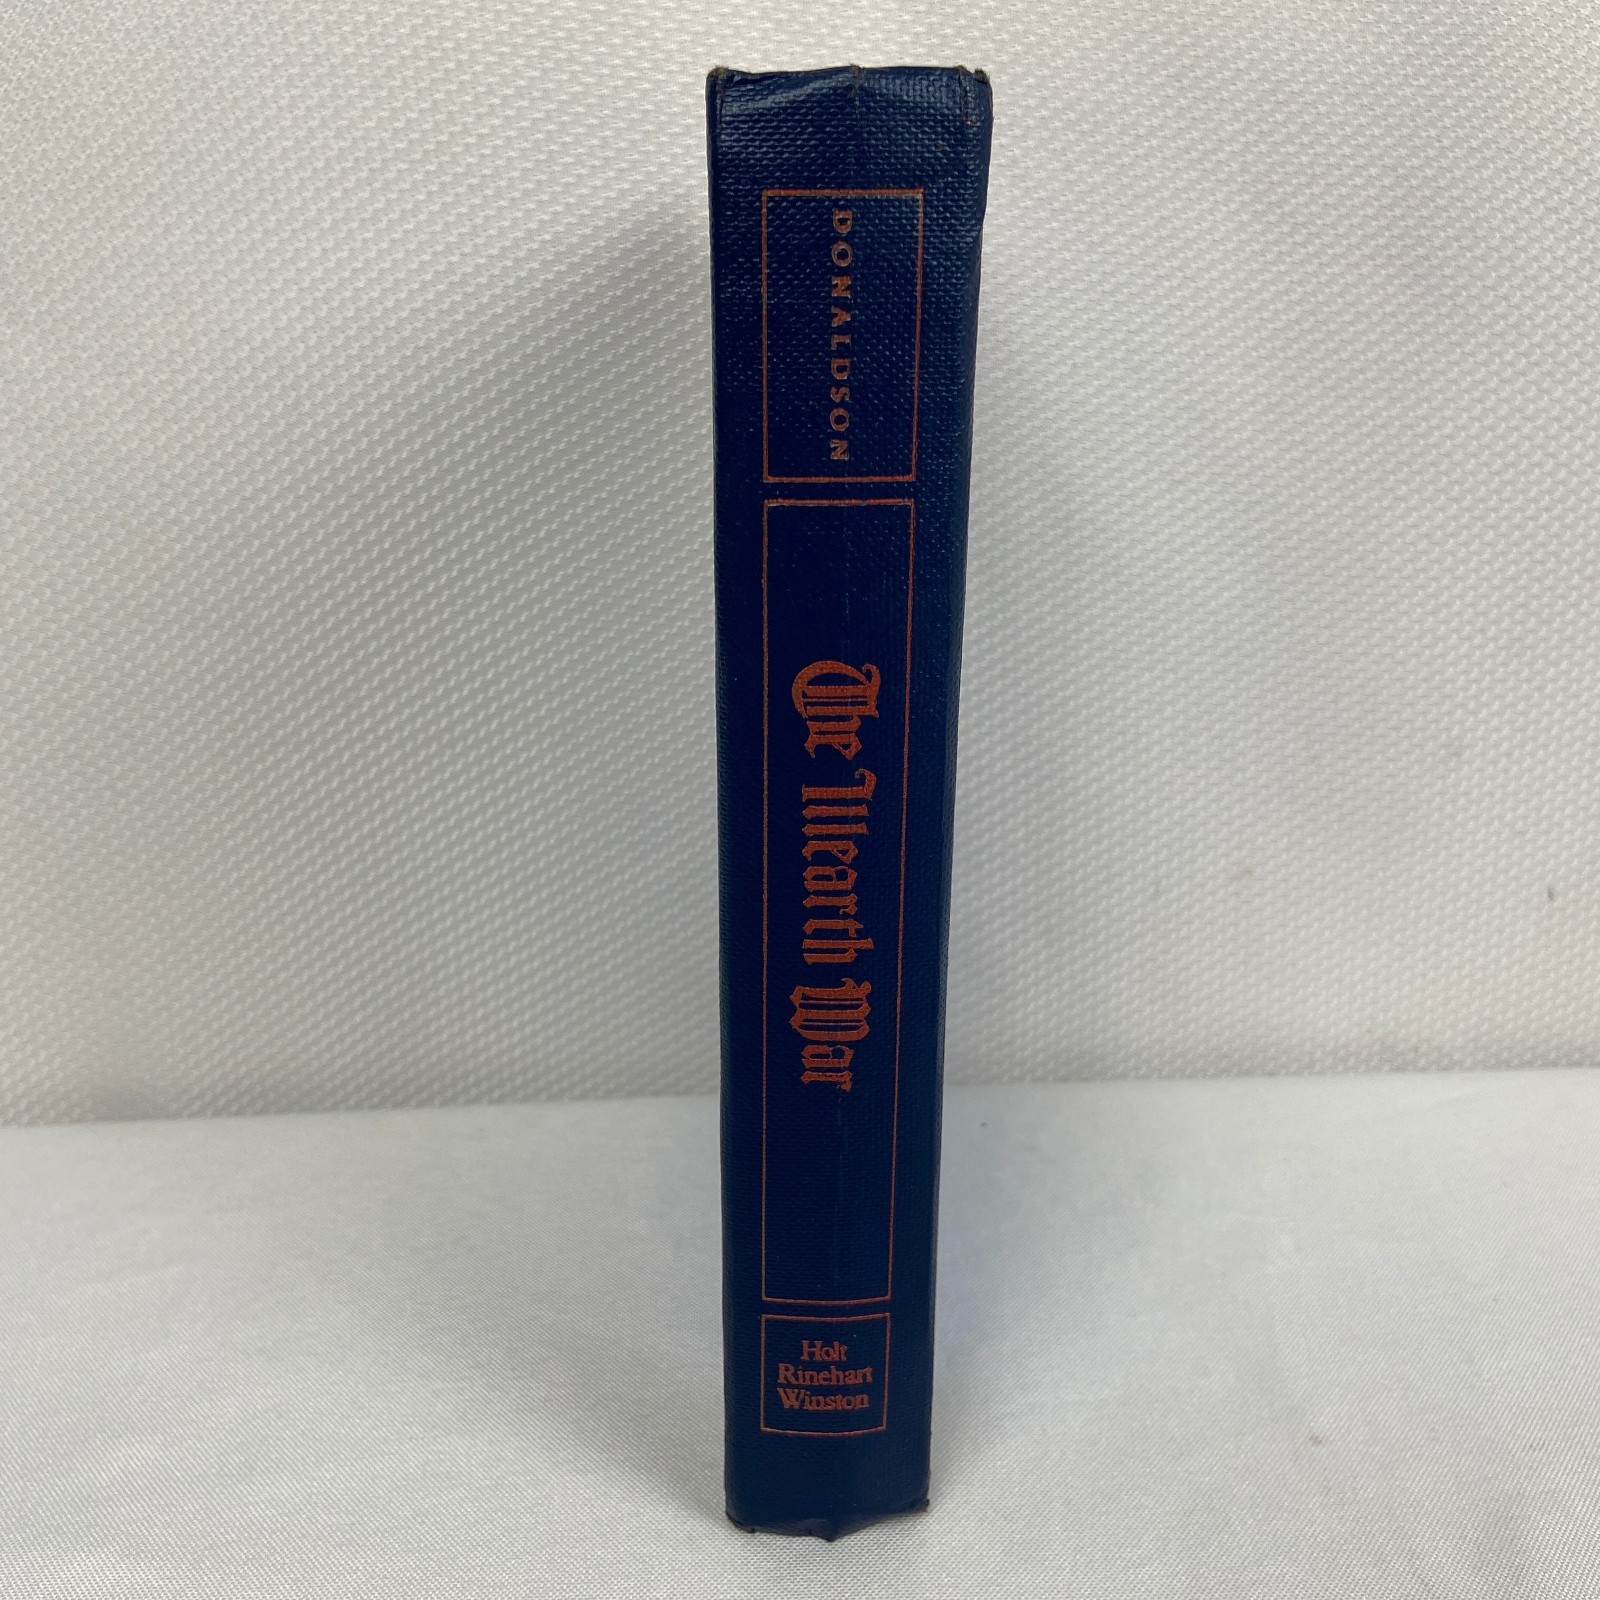 DONALDSON
The Illearth War
Holt
Rinehart
Winston